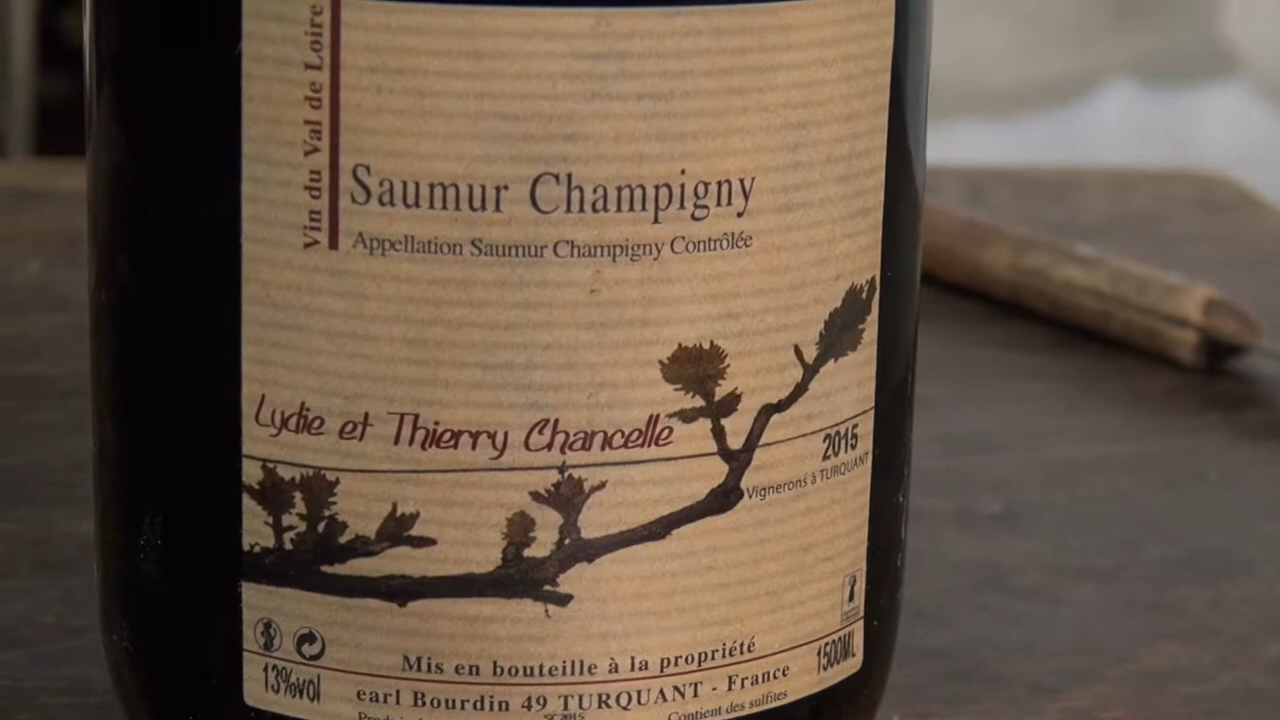 Vin du Val de Loire
Saumur Champigny
Appellation Saumur Champigny Contrôlée
Lydie et Thierry Chancelle
2015
Vignerons à TURQUANT
Mis en bouteille à la propriété
1500ML
13%vol
earl Bourdin 49 TURQUANT - France
SC2015
Contient des sulfites